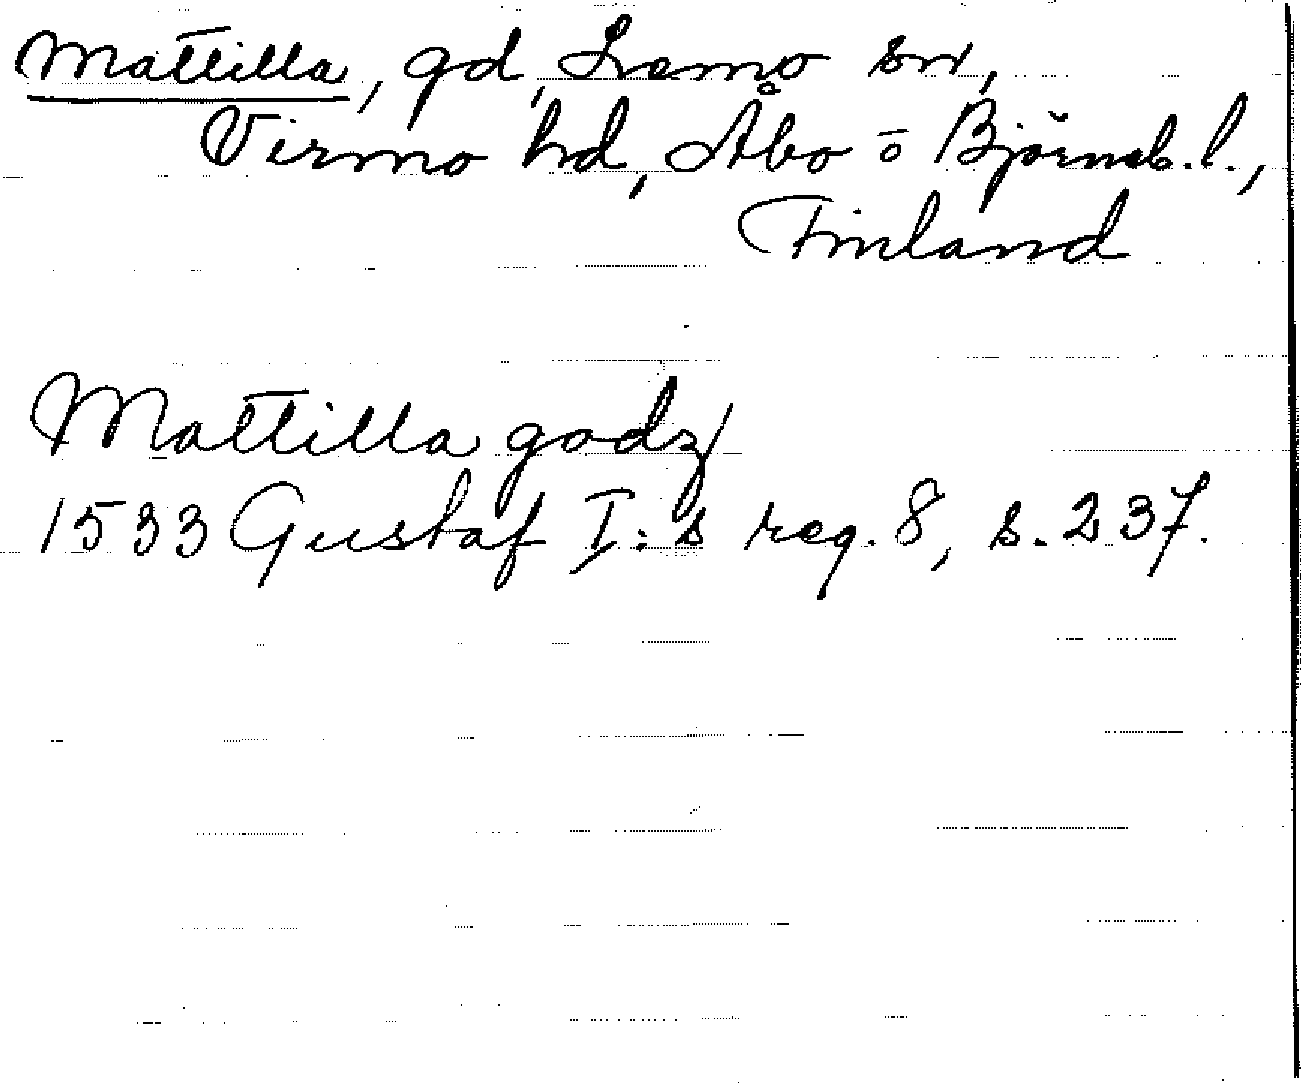 Mattilla, gd, Lemo sn,
Virmo hd, Åbo o Björneb. l.,
Finland
Mattilla godz
1533 Gustaf I:s reg. 8, s. 237.